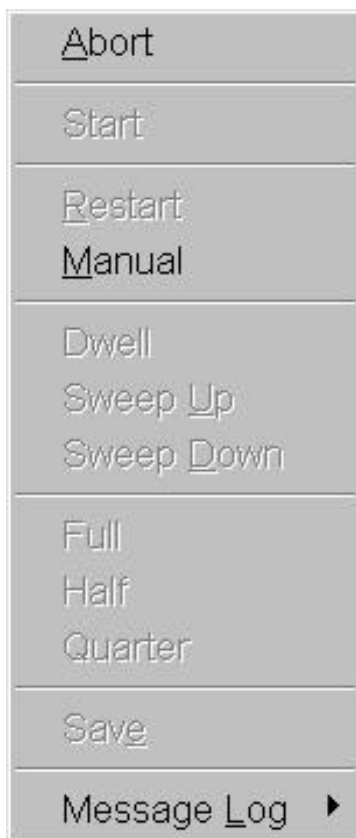 Abort
Start
Restart
Manual
Dwell
Sweep Up
Sweep Down
Full
Half
Quarter
Save
Message Log